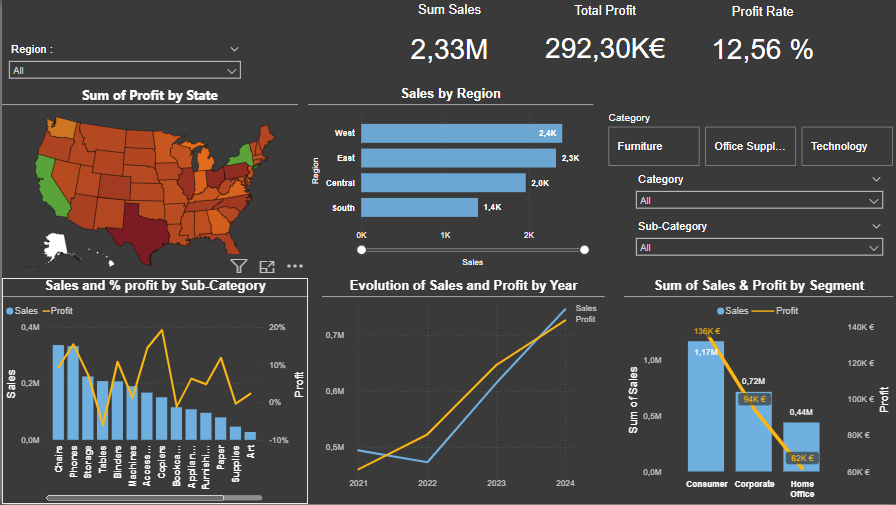 Sum Sales
Total Profit
Profit Rate
2,33M
292,30K€
12,56 %
Region :
All
Sum of Profit by State
Sales by Region
Region
West
East
Central
South
2,4K
2,3K
2,0K
1,4K
0K
1K
2K
Sales
Category
Furniture
Office Suppl...
Technology
Category
All
Sub-Category
All
Sales and % profit by Sub-Category
Sales
Profit
0,4M
0,2M
0,0M
Sales
20%
10%
0%
-10%
Profit
Chairs
Phones
Storage
Tables
Binders
Machines
Access...
Copiers
Bookca...
Applian...
Furnishi...
Paper
Supplies
Art
Evolution of Sales and Profit by Year
Sales
Profit
0,7M
0,6M
0,5M
2021
2022
2023
2024
Sum of Sales & Profit by Segment
Sales
Profit
Sum of Sales
1,0M
0,5M
0,0M
136K €
1,17M
0,72M
94K €
0,44M
62K €
140K €
120K €
100K €
80K €
60K €
Profit
Consumer
Corporate
Home
Office